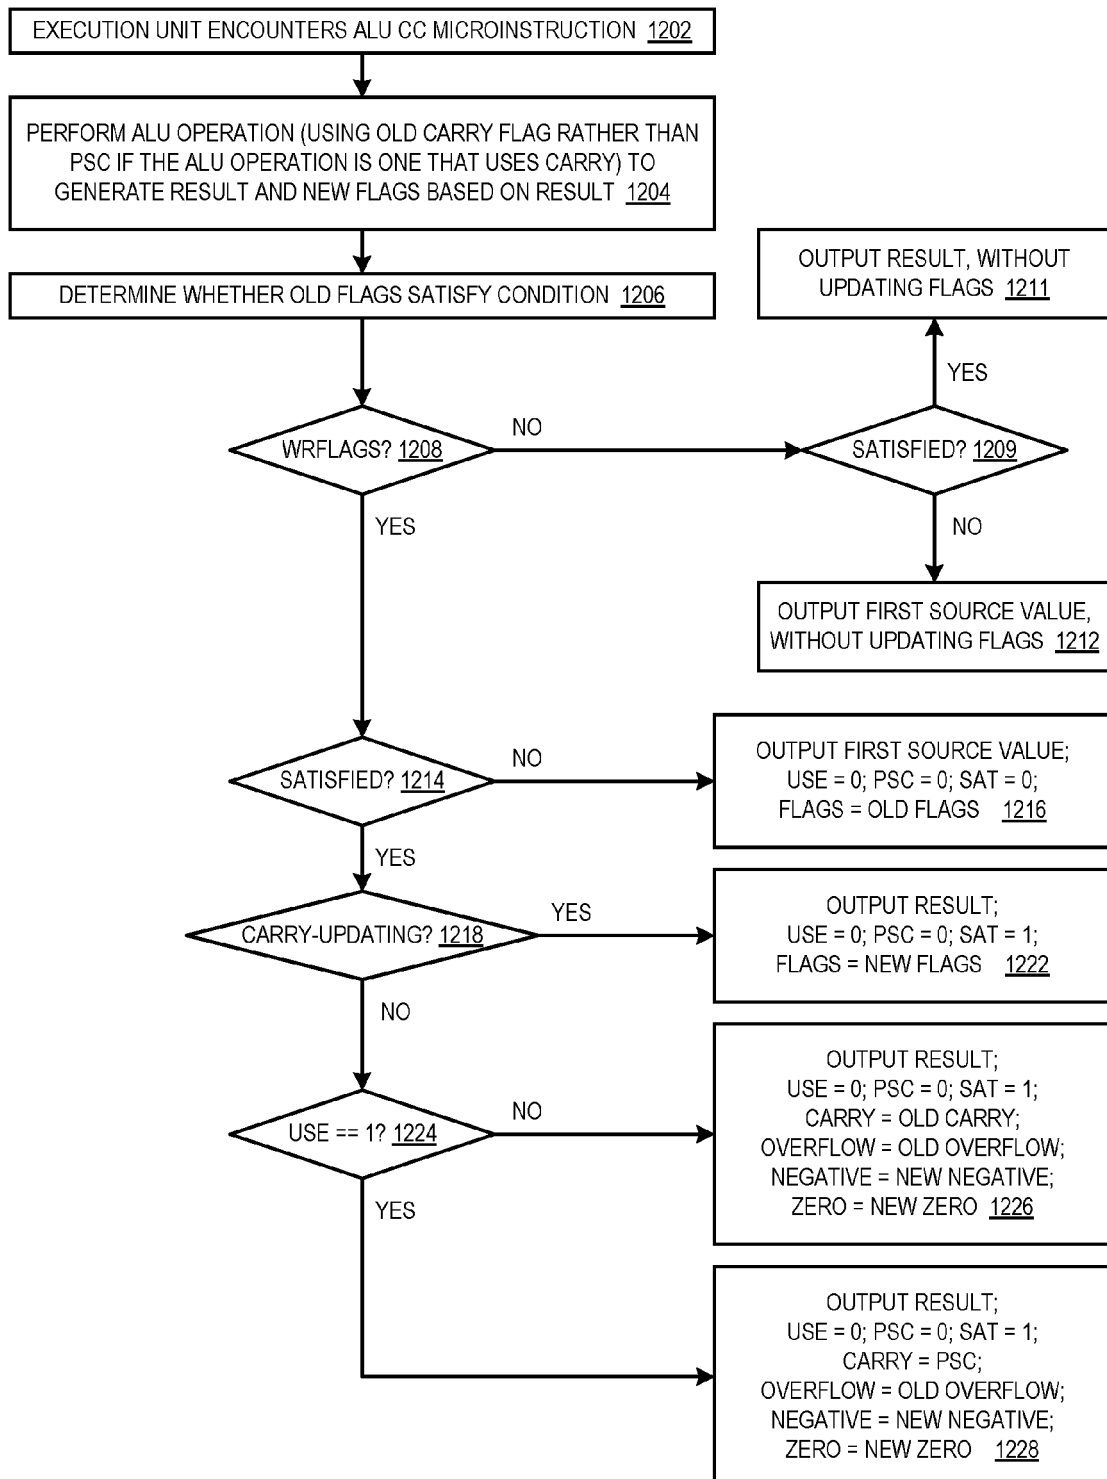 EXECUTION UNIT ENCOUNTERS ALU CC MICROINSTRUCTION 1202
PERFORM ALU OPERATION (USING OLD CARRY FLAG RATHER THAN
PSC IF THE ALU OPERATION IS ONE THAT USES CARRY) TO
GENERATE RESULT AND NEW FLAGS BASED ON RESULT 1204
DETERMINE WHETHER OLD FLAGS SATISFY CONDITION 1206
OUTPUT RESULT, WITHOUT
UPDATING FLAGS 1211
YES
WRFLAGS? 1208
NO
SATISFIED? 1209
YES
NO
OUTPUT FIRST SOURCE VALUE,
WITHOUT UPDATING FLAGS 1212
SATISFIED? 1214
NO
OUTPUT FIRST SOURCE VALUE;
USE = 0; PSC = 0; SAT = 0;
FLAGS = OLD FLAGS 1216
YES
CARRY-UPDATING? 1218
YES
OUTPUT RESULT;
USE = 0; PSC = 0; SAT = 1;
FLAGS = NEW FLAGS 1222
NO
USE == 1? 1224
NO
OUTPUT RESULT;
USE = 0; PSC = 0; SAT = 1;
CARRY = OLD CARRY;
OVERFLOW = OLD OVERFLOW;
NEGATIVE = NEW NEGATIVE;
ZERO = NEW ZERO 1226
YES
OUTPUT RESULT;
USE = 0; PSC = 0; SAT = 1;
CARRY = PSC;
OVERFLOW = OLD OVERFLOW;
NEGATIVE = NEW NEGATIVE;
ZERO = NEW ZERO 1228